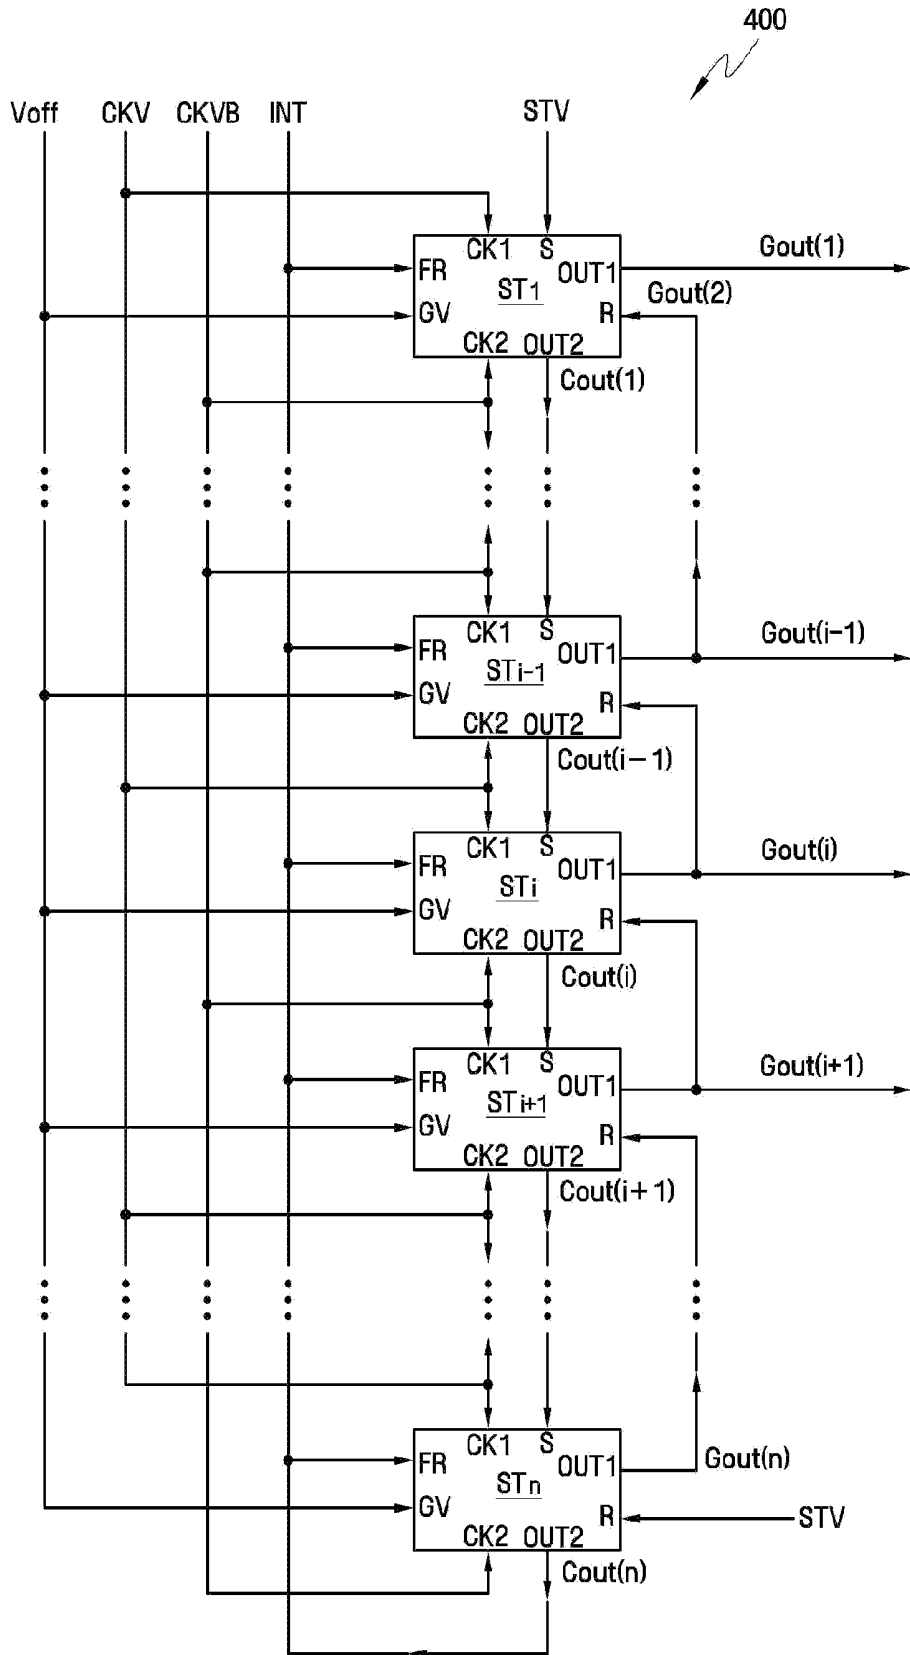 400
Voff CKV CKVB INT STV
CK1 S
FR OUT1 Gout(1)
ST1
Gout(2)
GV R
CK2 OUT2
Cout(1)
CK1 S
FR OUT1 Gout(i-1)
STi-1
GV R
CK2 OUT2
Cout(i-1)
CK1 S
FR OUT1 Gout(i)
STi
GV R
CK2 OUT2
Cout(i)
CK1 S
FR OUT1 Gout(i+1)
STi+1
GV R
CK2 OUT2
Cout(i+1)
CK1 S
FR OUT1 Gout(n)
STn
GV R STV
CK2 OUT2
Cout(n)